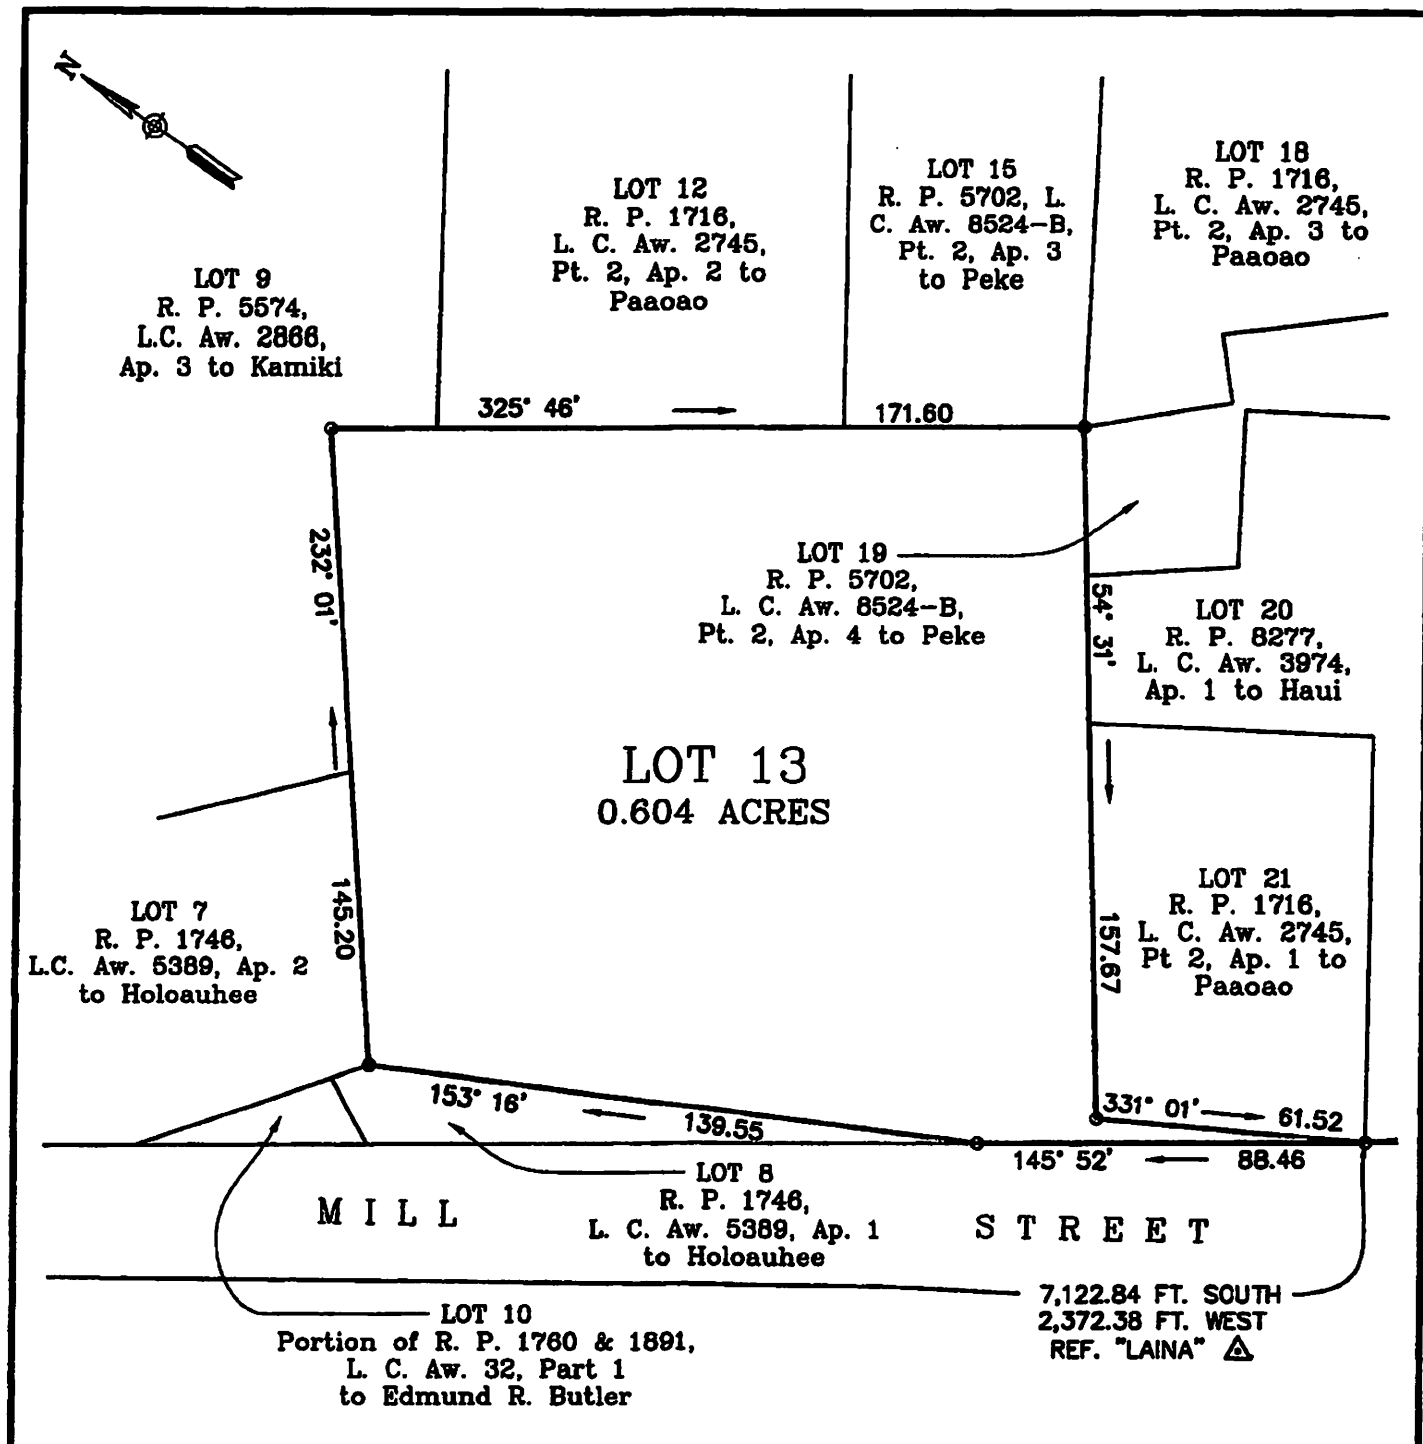 N
LOT 9
R. P. 5574,
L.C. Aw. 2866,
Ap. 3 to Kamiki
LOT 12
R. P. 1716,
L. C. Aw. 2745,
Pt. 2, Ap. 2 to
Paaoao
LOT 15
R. P. 5702, L.
C. Aw. 8524-B,
Pt. 2, Ap. 3
to Peke
LOT 18
R. P. 1716,
L. C. Aw. 2745,
Pt. 2, Ap. 3 to
Paaoao
325° 46'
171.60
232° 01'
145.20
LOT 19
R. P. 5702,
L. C. Aw. 8524-B,
Pt. 2, Ap. 4 to Peke
54° 31'
157.67
LOT 20
R. P. 8277,
L. C. Aw. 3974,
Ap. 1 to Haui
LOT 13
0.604 ACRES
LOT 7
R. P. 1746,
L.C. Aw. 5389, Ap. 2
to Holoauhee
LOT 21
R. P. 1716,
L. C. Aw. 2745,
Pt 2, Ap. 1 to
Paaoao
153° 16'
139.55
331° 01'
61.52
145° 52'
88.46
LOT 8
R. P. 1746,
L. C. Aw. 5389, Ap. 1
to Holoauhee
MILL STREET
7,122.84 FT. SOUTH
2,372.38 FT. WEST
REF. "LAINA"
LOT 10
Portion of R. P. 1760 & 1891,
L. C. Aw. 32, Part 1
to Edmund R. Butler